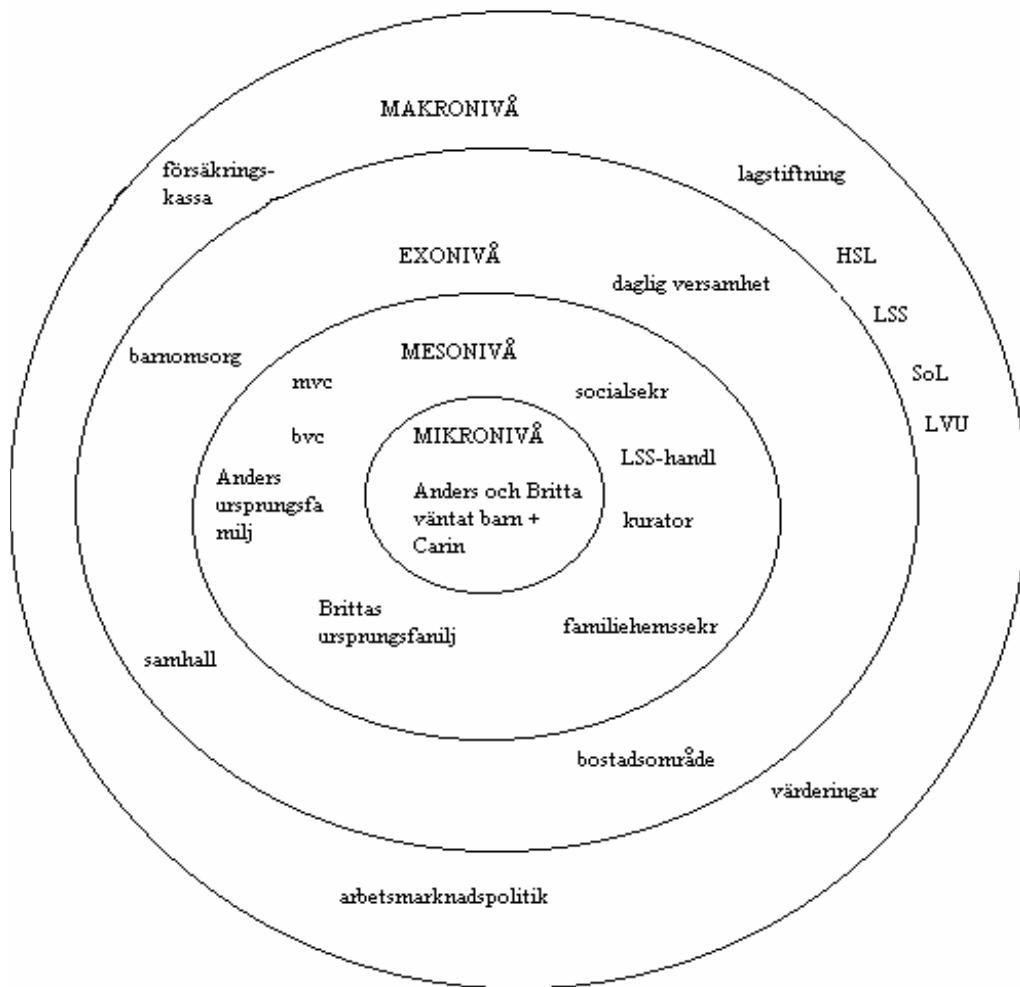 MAKRONIVÅ
försäkrings-
kassa
lagstiftning
HSL
EXONIVÅ
daglig versamhet
LSS
barnomsorg
MESONIVÅ
mvc
socialsekr
SoL
LVU
bvc
MIKRONIVÅ
LSS-handl
Anders
ursprungsfa
milj
Anders och Britta
väntat barn +
Carin
kurator
Brittas
ursprungsfanilj
familiehemssekr
samhall
bostadsområde
värderingar
arbetsmarknadspolitik